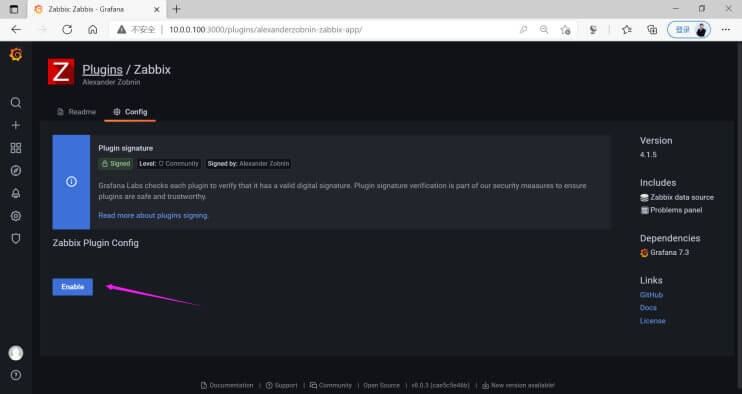 Zabbix: Zabbix - Grafana
不安全 | 10.0.0.100:3000/plugins/alexanderzobnin-zabbix-app/
登录
Z
Plugins / Zabbix
Alexander Zobnin
Readme
Config
Plugin signature
Signed
Level: Community
Signed by: Alexander Zobnin
Grafana Labs checks each plugin to verify that it has a valid digital signature. Plugin signature verification is part of our security measures to ensure
plugins are safe and trustworthy.
Read more about plugins signing.
Zabbix Plugin Config
Enable
Version
4.1.5
Includes
Zabbix data source
Problems panel
Dependencies
Grafana 7.3
Links
GitHub
Docs
License
Documentation | Support | Community | Open Source | v8.0.3 (cae5c5e46b) | New version available!